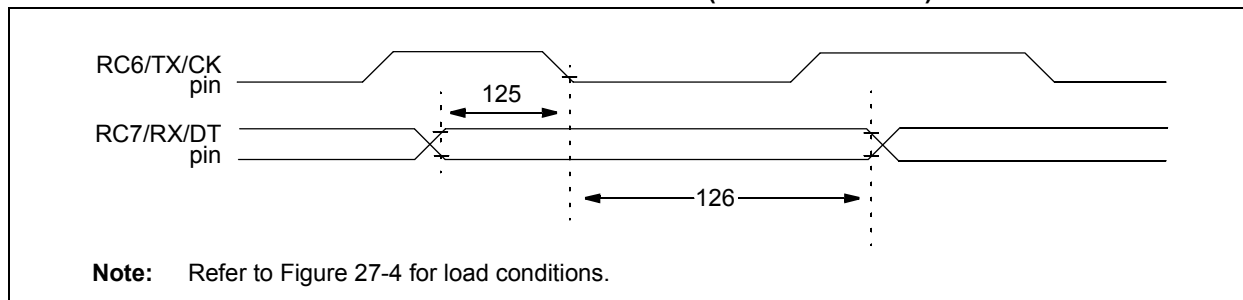 RC6/TX/CK
pin
125
RC7/RX/DT
pin
126
Note: Refer to Figure 27-4 for load conditions.